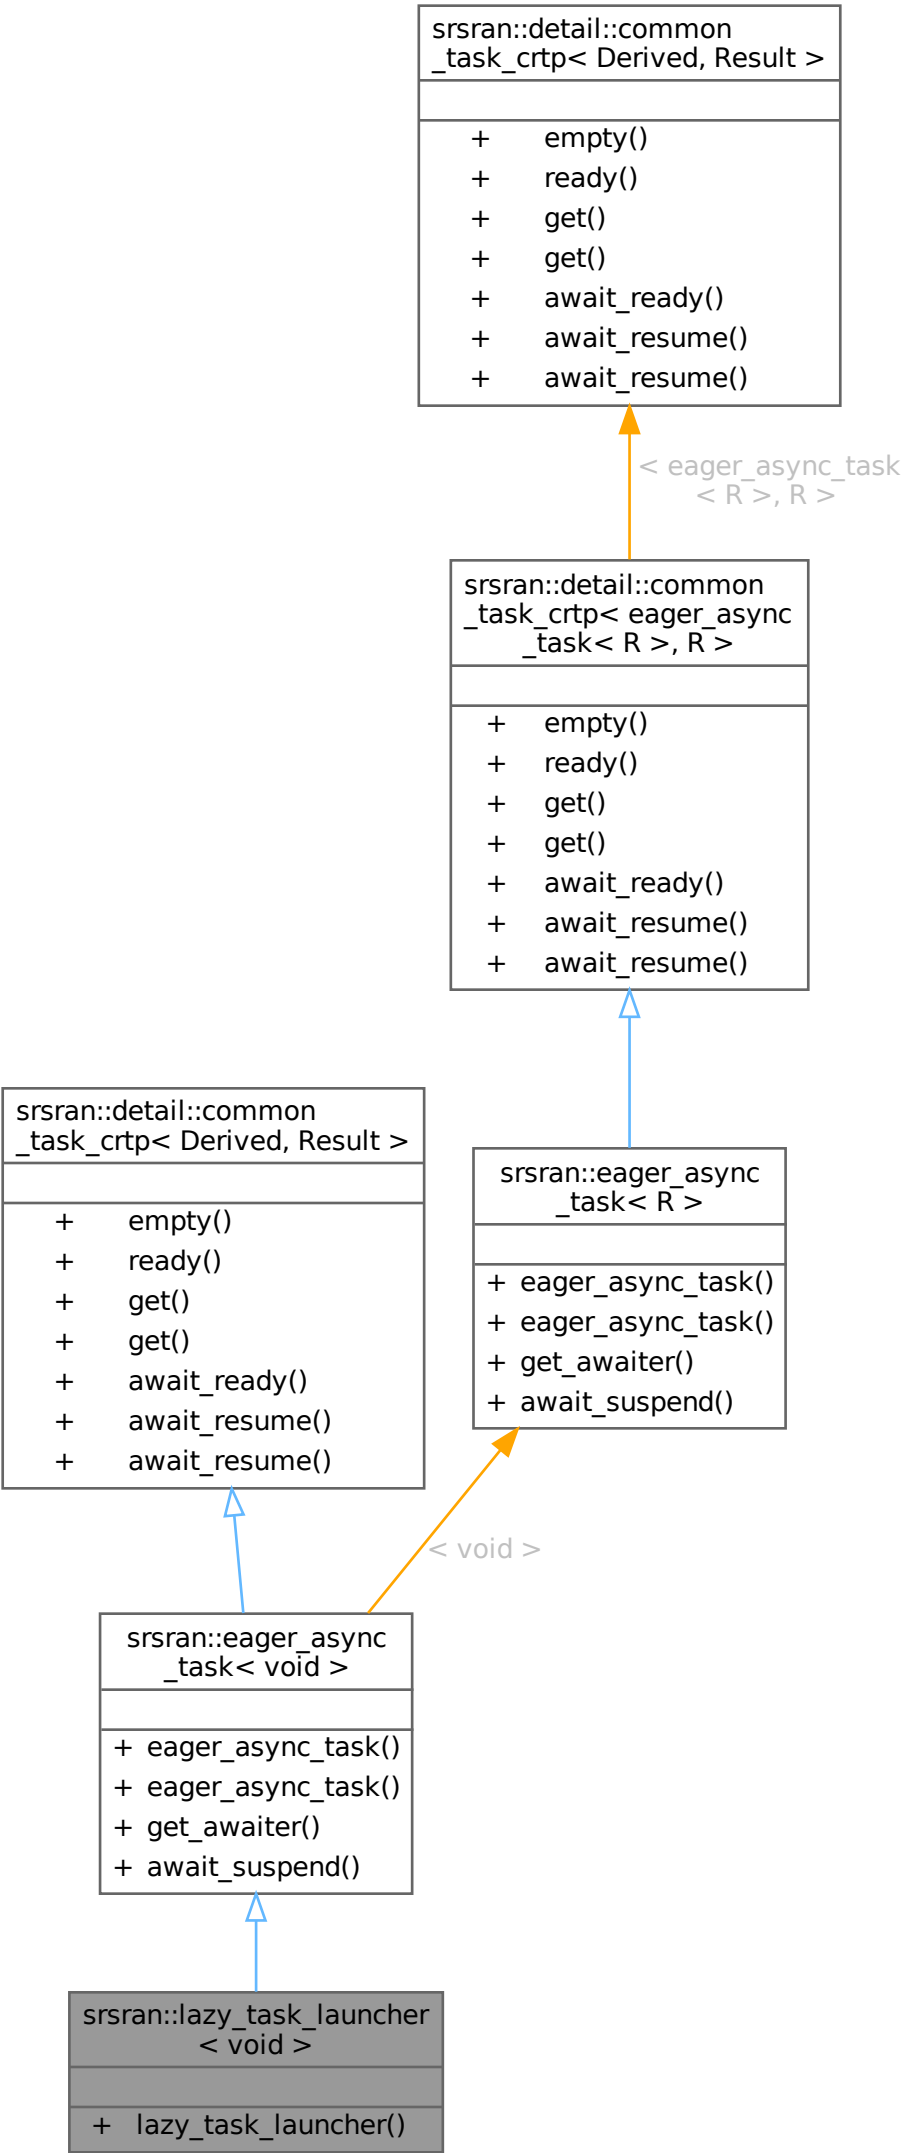 srsran::detail::common
_task_crtp< Derived, Result >
+ empty()
+ ready()
+ get()
+ get()
+ await_ready()
+ await_resume()
+ await_resume()
< eager_async_task
< R >, R >
srsran::detail::common
_task_crtp< eager_async
_task< R >, R >
+ empty()
+ ready()
+ get()
+ get()
+ await_ready()
+ await_resume()
+ await_resume()
srsran::detail::common
_task_crtp< Derived, Result >
+ empty()
+ ready()
+ get()
+ get()
+ await_ready()
+ await_resume()
+ await_resume()
srsran::eager_async
_task< R >
+ eager_async_task()
+ eager_async_task()
+ get_awaiter()
+ await_suspend()
< void >
srsran::eager_async
_task< void >
+ eager_async_task()
+ eager_async_task()
+ get_awaiter()
+ await_suspend()
srsran::lazy_task_launcher
< void >
+ lazy_task_launcher()